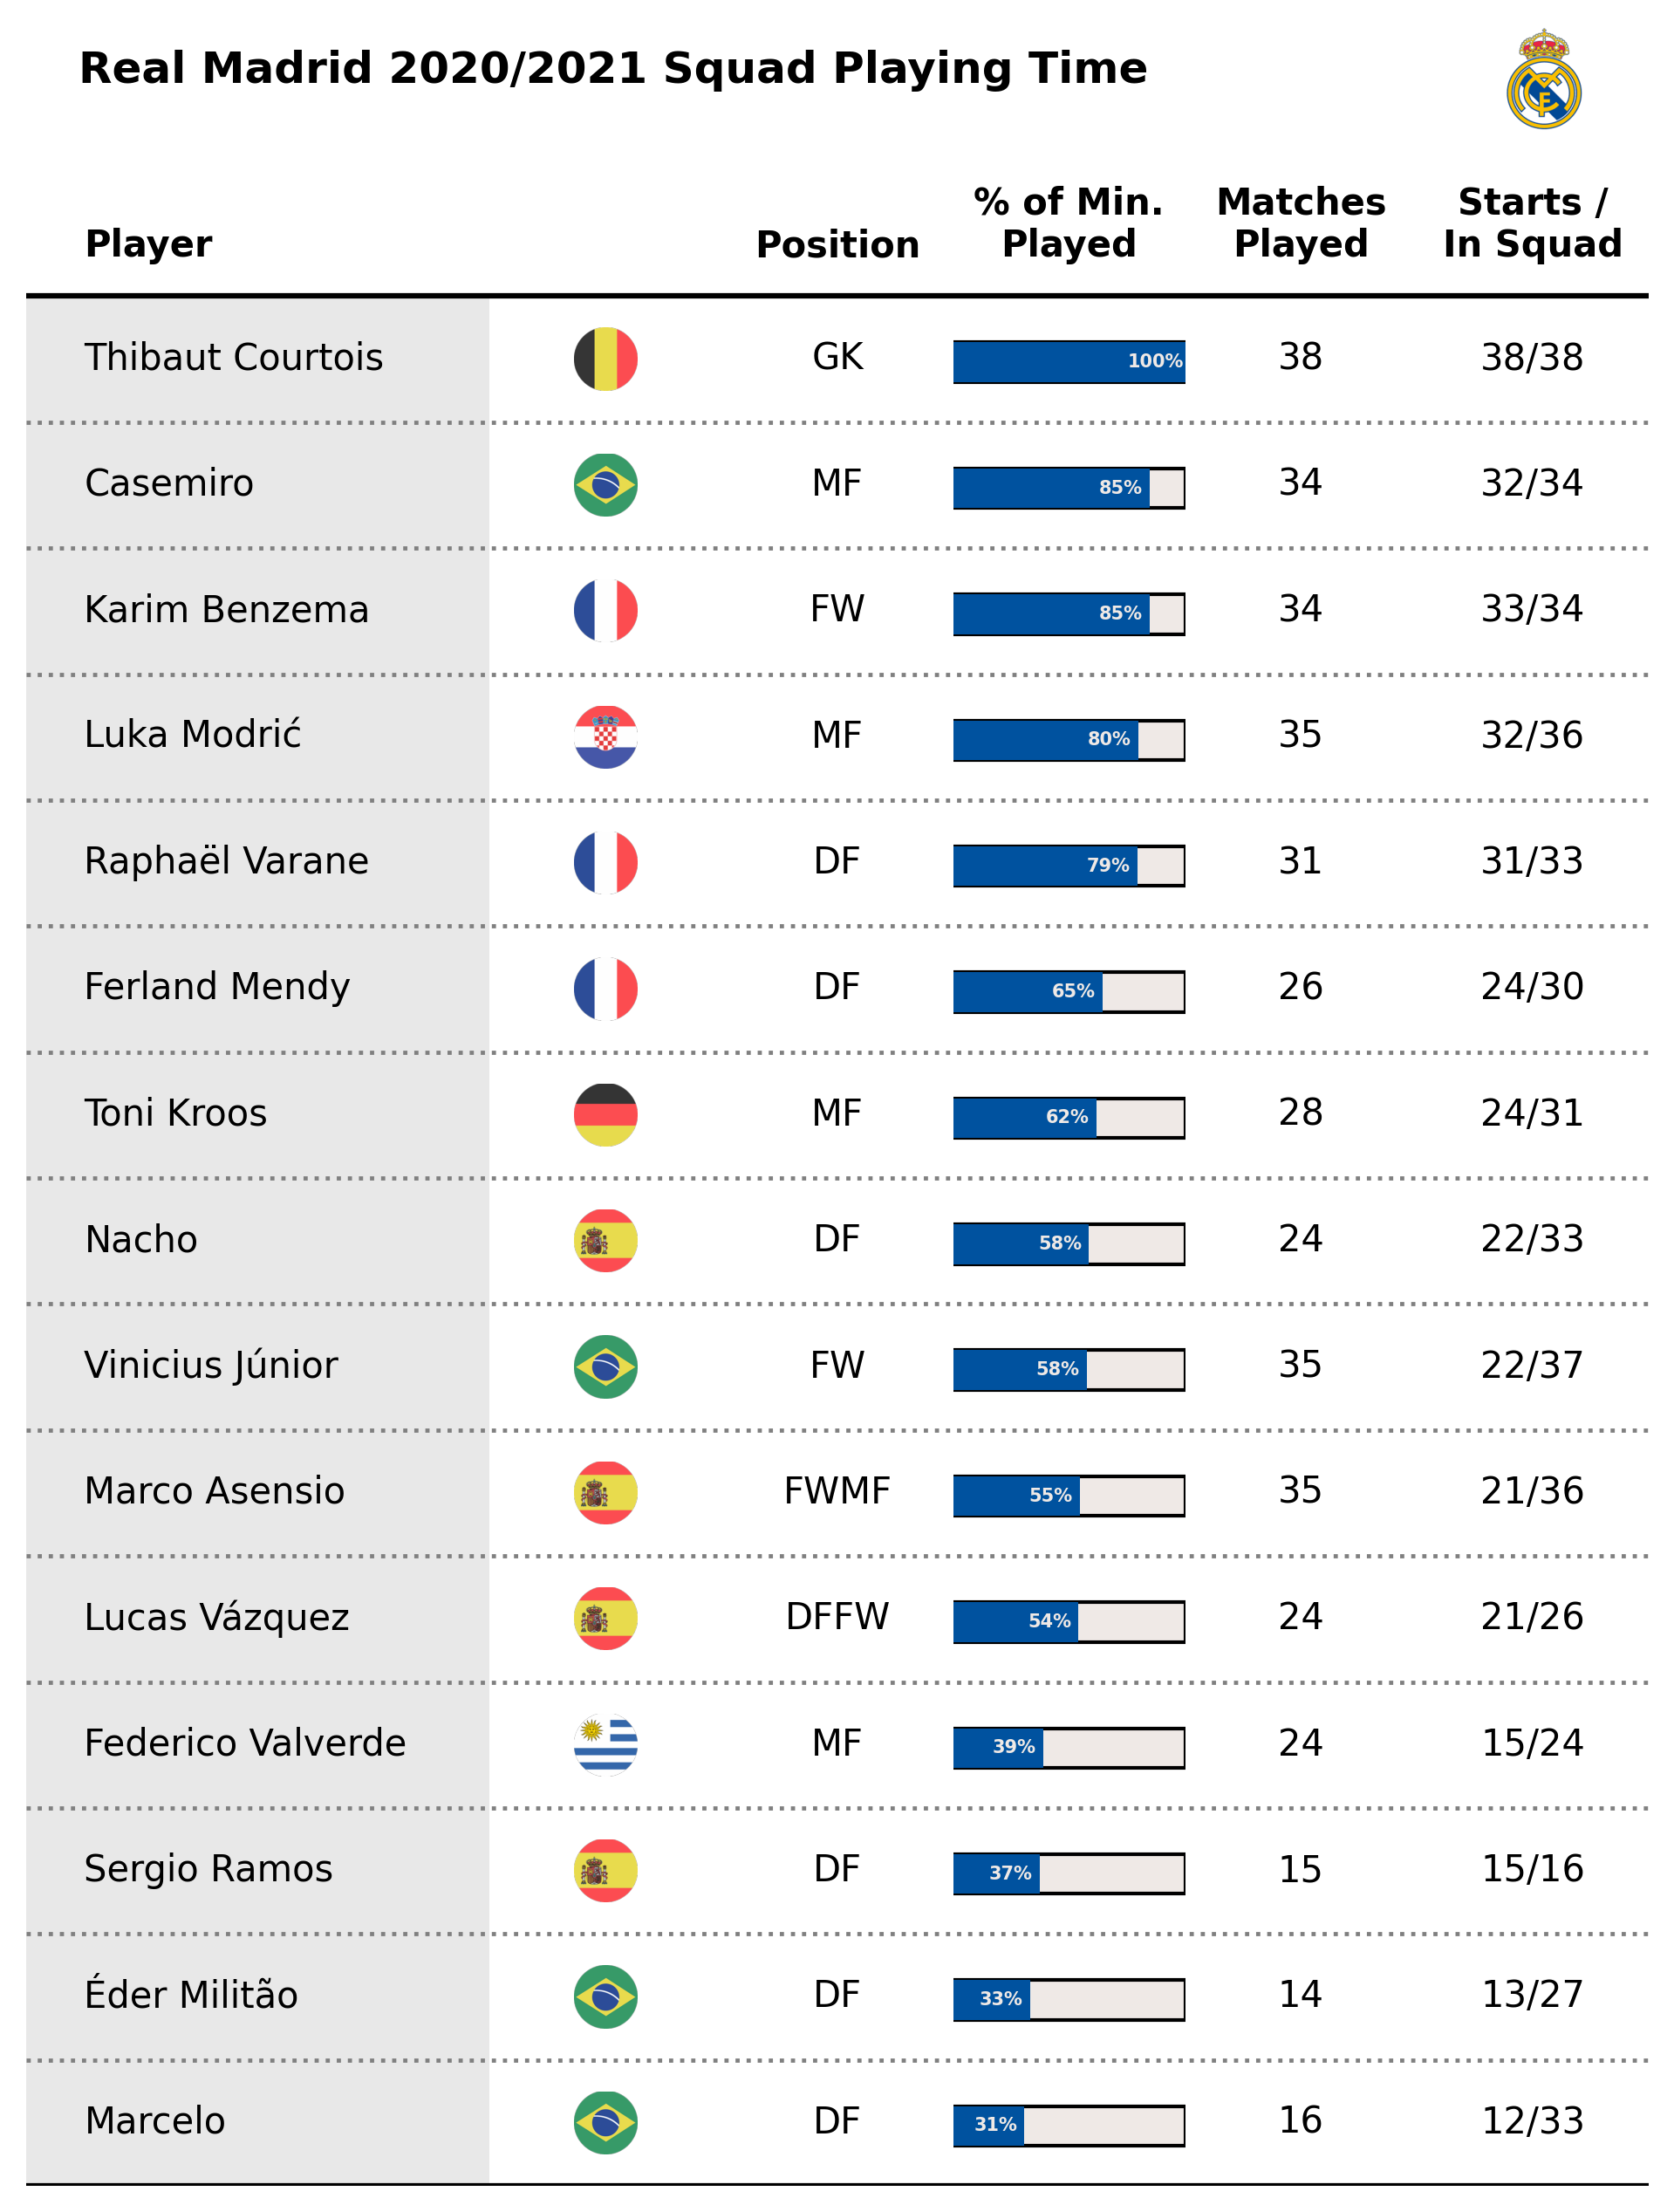 Real Madrid 2020/2021 Squad Playing Time
Player Position % of Min. Played Matches Played Starts / In Squad
Thibaut Courtois GK 100% 38 38/38
Casemiro MF 85% 34 32/34
Karim Benzema FW 85% 34 33/34
Luka Modrić MF 80% 35 32/36
Raphaël Varane DF 79% 31 31/33
Ferland Mendy DF 65% 26 24/30
Toni Kroos MF 62% 28 24/31
Nacho DF 58% 24 22/33
Vinicius Júnior FW 58% 35 22/37
Marco Asensio FWMF 55% 35 21/36
Lucas Vázquez DFFW 54% 24 21/26
Federico Valverde MF 39% 24 15/24
Sergio Ramos DF 37% 15 15/16
Éder Militão DF 33% 14 13/27
Marcelo DF 31% 16 12/33